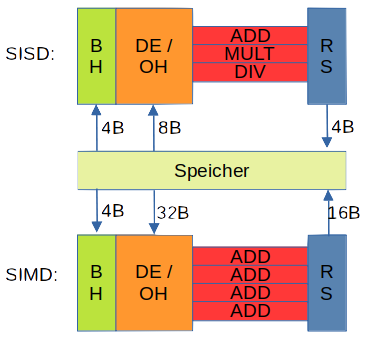 SISD:
B
H
DE /
OH
ADD
MULT
DIV
R
S
4B
8B
4B
Speicher
4B
32B
16B
SIMD:
B
H
DE /
OH
ADD
ADD
ADD
ADD
R
S